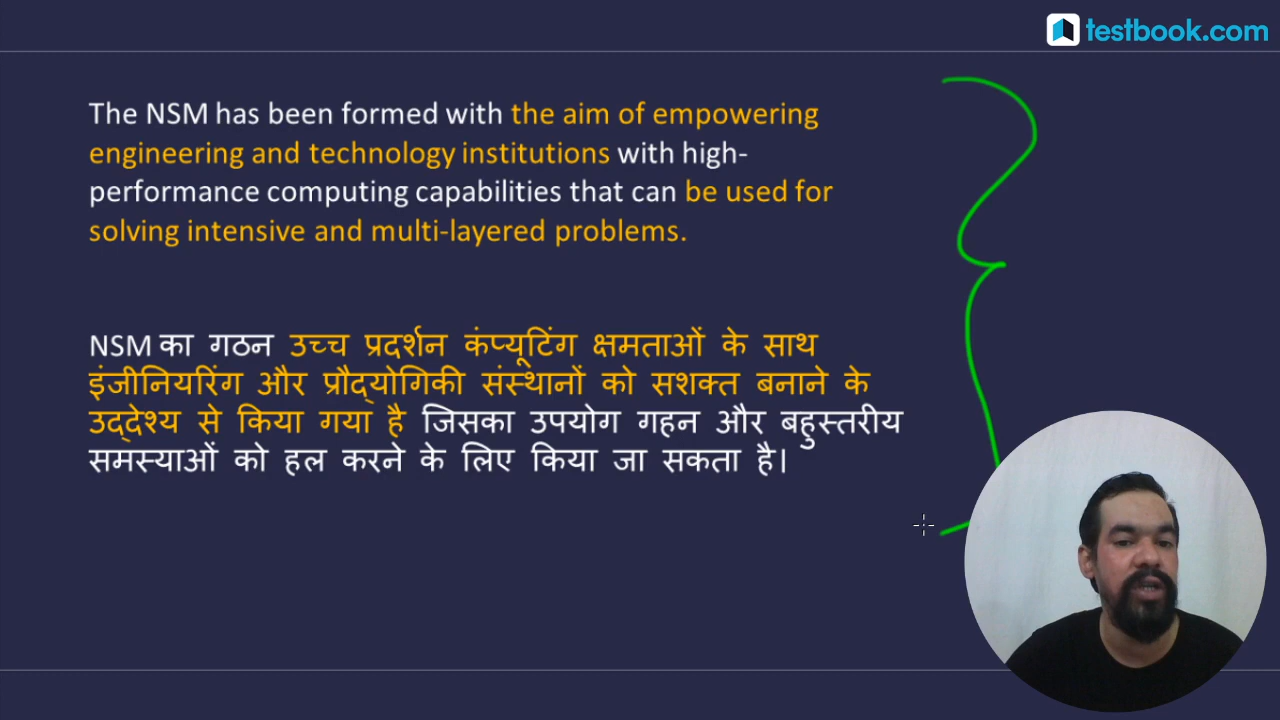 testbook.com
The NSM has been formed with the aim of empowering
engineering and technology institutions with high-
performance computing capabilities that can be used for
solving intensive and multi-layered problems.
NSM का गठन उच्च प्रदर्शन कंप्यूटिंग क्षमताओं के साथ
इंजीनियरिंग और प्रौद्योगिकी संस्थानों को सशक्त बनाने के
उद्देश्य से किया गया है जिसका उपयोग गहन और बहुस्तरीय
समस्याओं को हल करने के लिए किया जा सकता है।